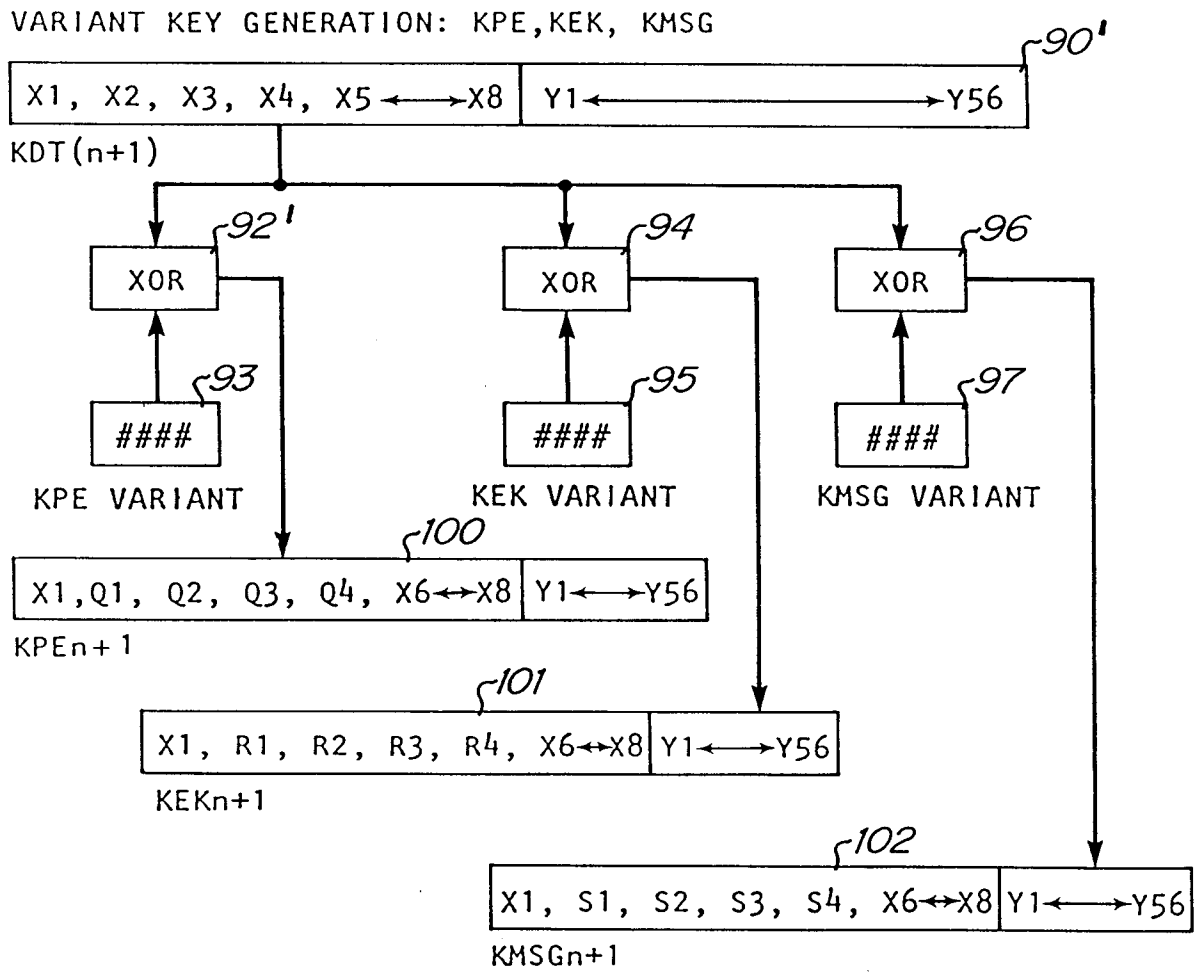 VARIANT KEY GENERATION: KPE,KEK, KMSG
90'
X1, X2, X3, X4, X5 ↔ X8 Y1 ↔ Y56
KDT(n+1)
92' 94 96
XOR XOR XOR
93 95 97
#### #### ####
KPE VARIANT KEK VARIANT KMSG VARIANT
100
X1,Q1, Q2, Q3, Q4, X6↔X8 Y1↔Y56
KPEn+1
101
X1, R1, R2, R3, R4, X6↔X8 Y1↔Y56
KEKn+1
102
X1, S1, S2, S3, S4, X6↔X8 Y1↔Y56
KMSGn+1